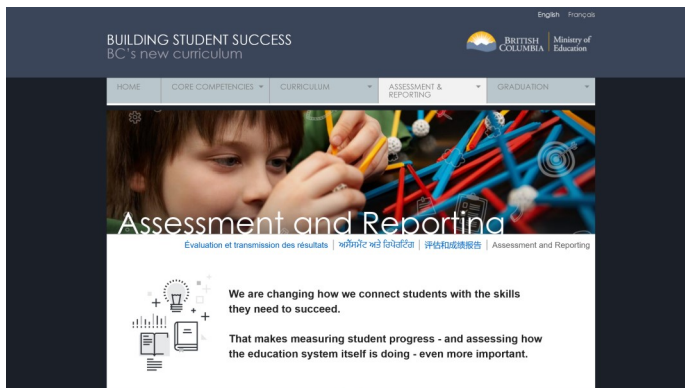 English Français
BUILDING STUDENT SUCCESS
BC's new curriculum
BRITISH
COLUMBIA
Ministry of
Education
HOME
CORE COMPETENCIES
CURRICULUM
ASSESSMENT &
REPORTING
GRADUATION
Assessment and Reporting
Évaluation et transmission des résultats | ਅਸੈੱਸਮੈਂਟ ਅਤੇ ਰਿਪੋਰਟਿੰਗ | 评估和成绩报告 | Assessment and Reporting
We are changing how we connect students with the skills
they need to succeed.
That makes measuring student progress - and assessing how
the education system itself is doing - even more important.